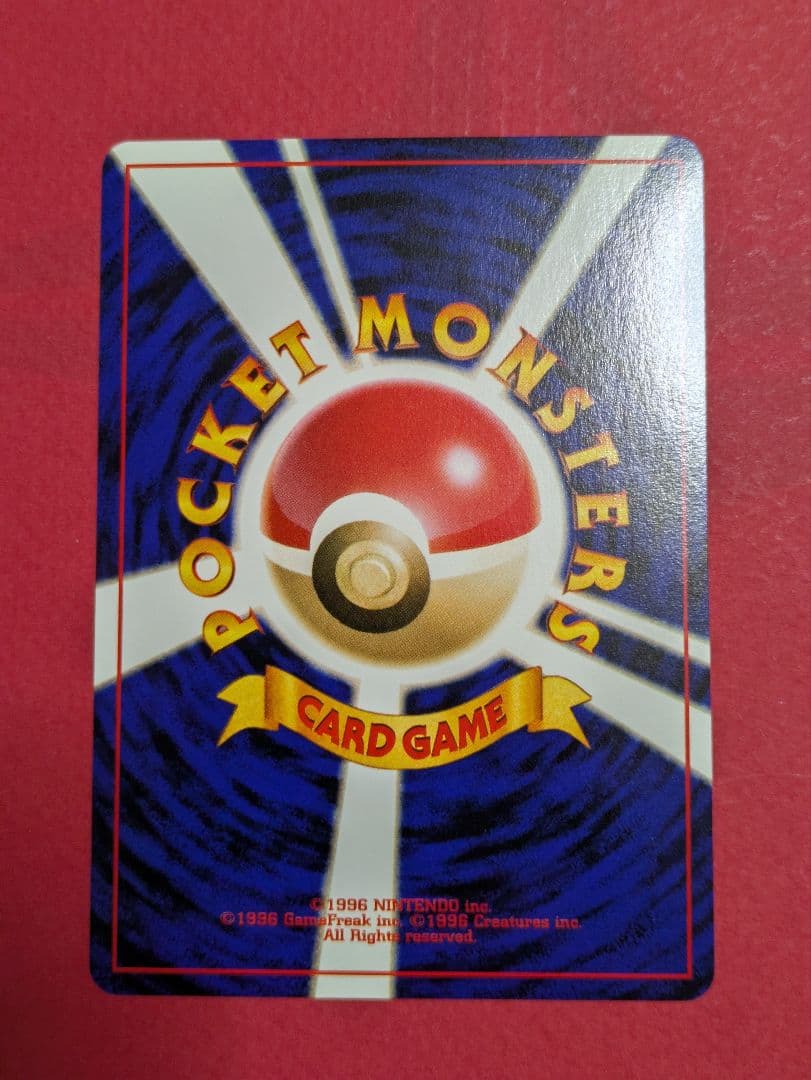 POCKET MONSTERS
CARD GAME
©1996 NINTENDO inc.
©1996 GameFreak inc. ©1996 Creatures inc.
All Rights reserved.